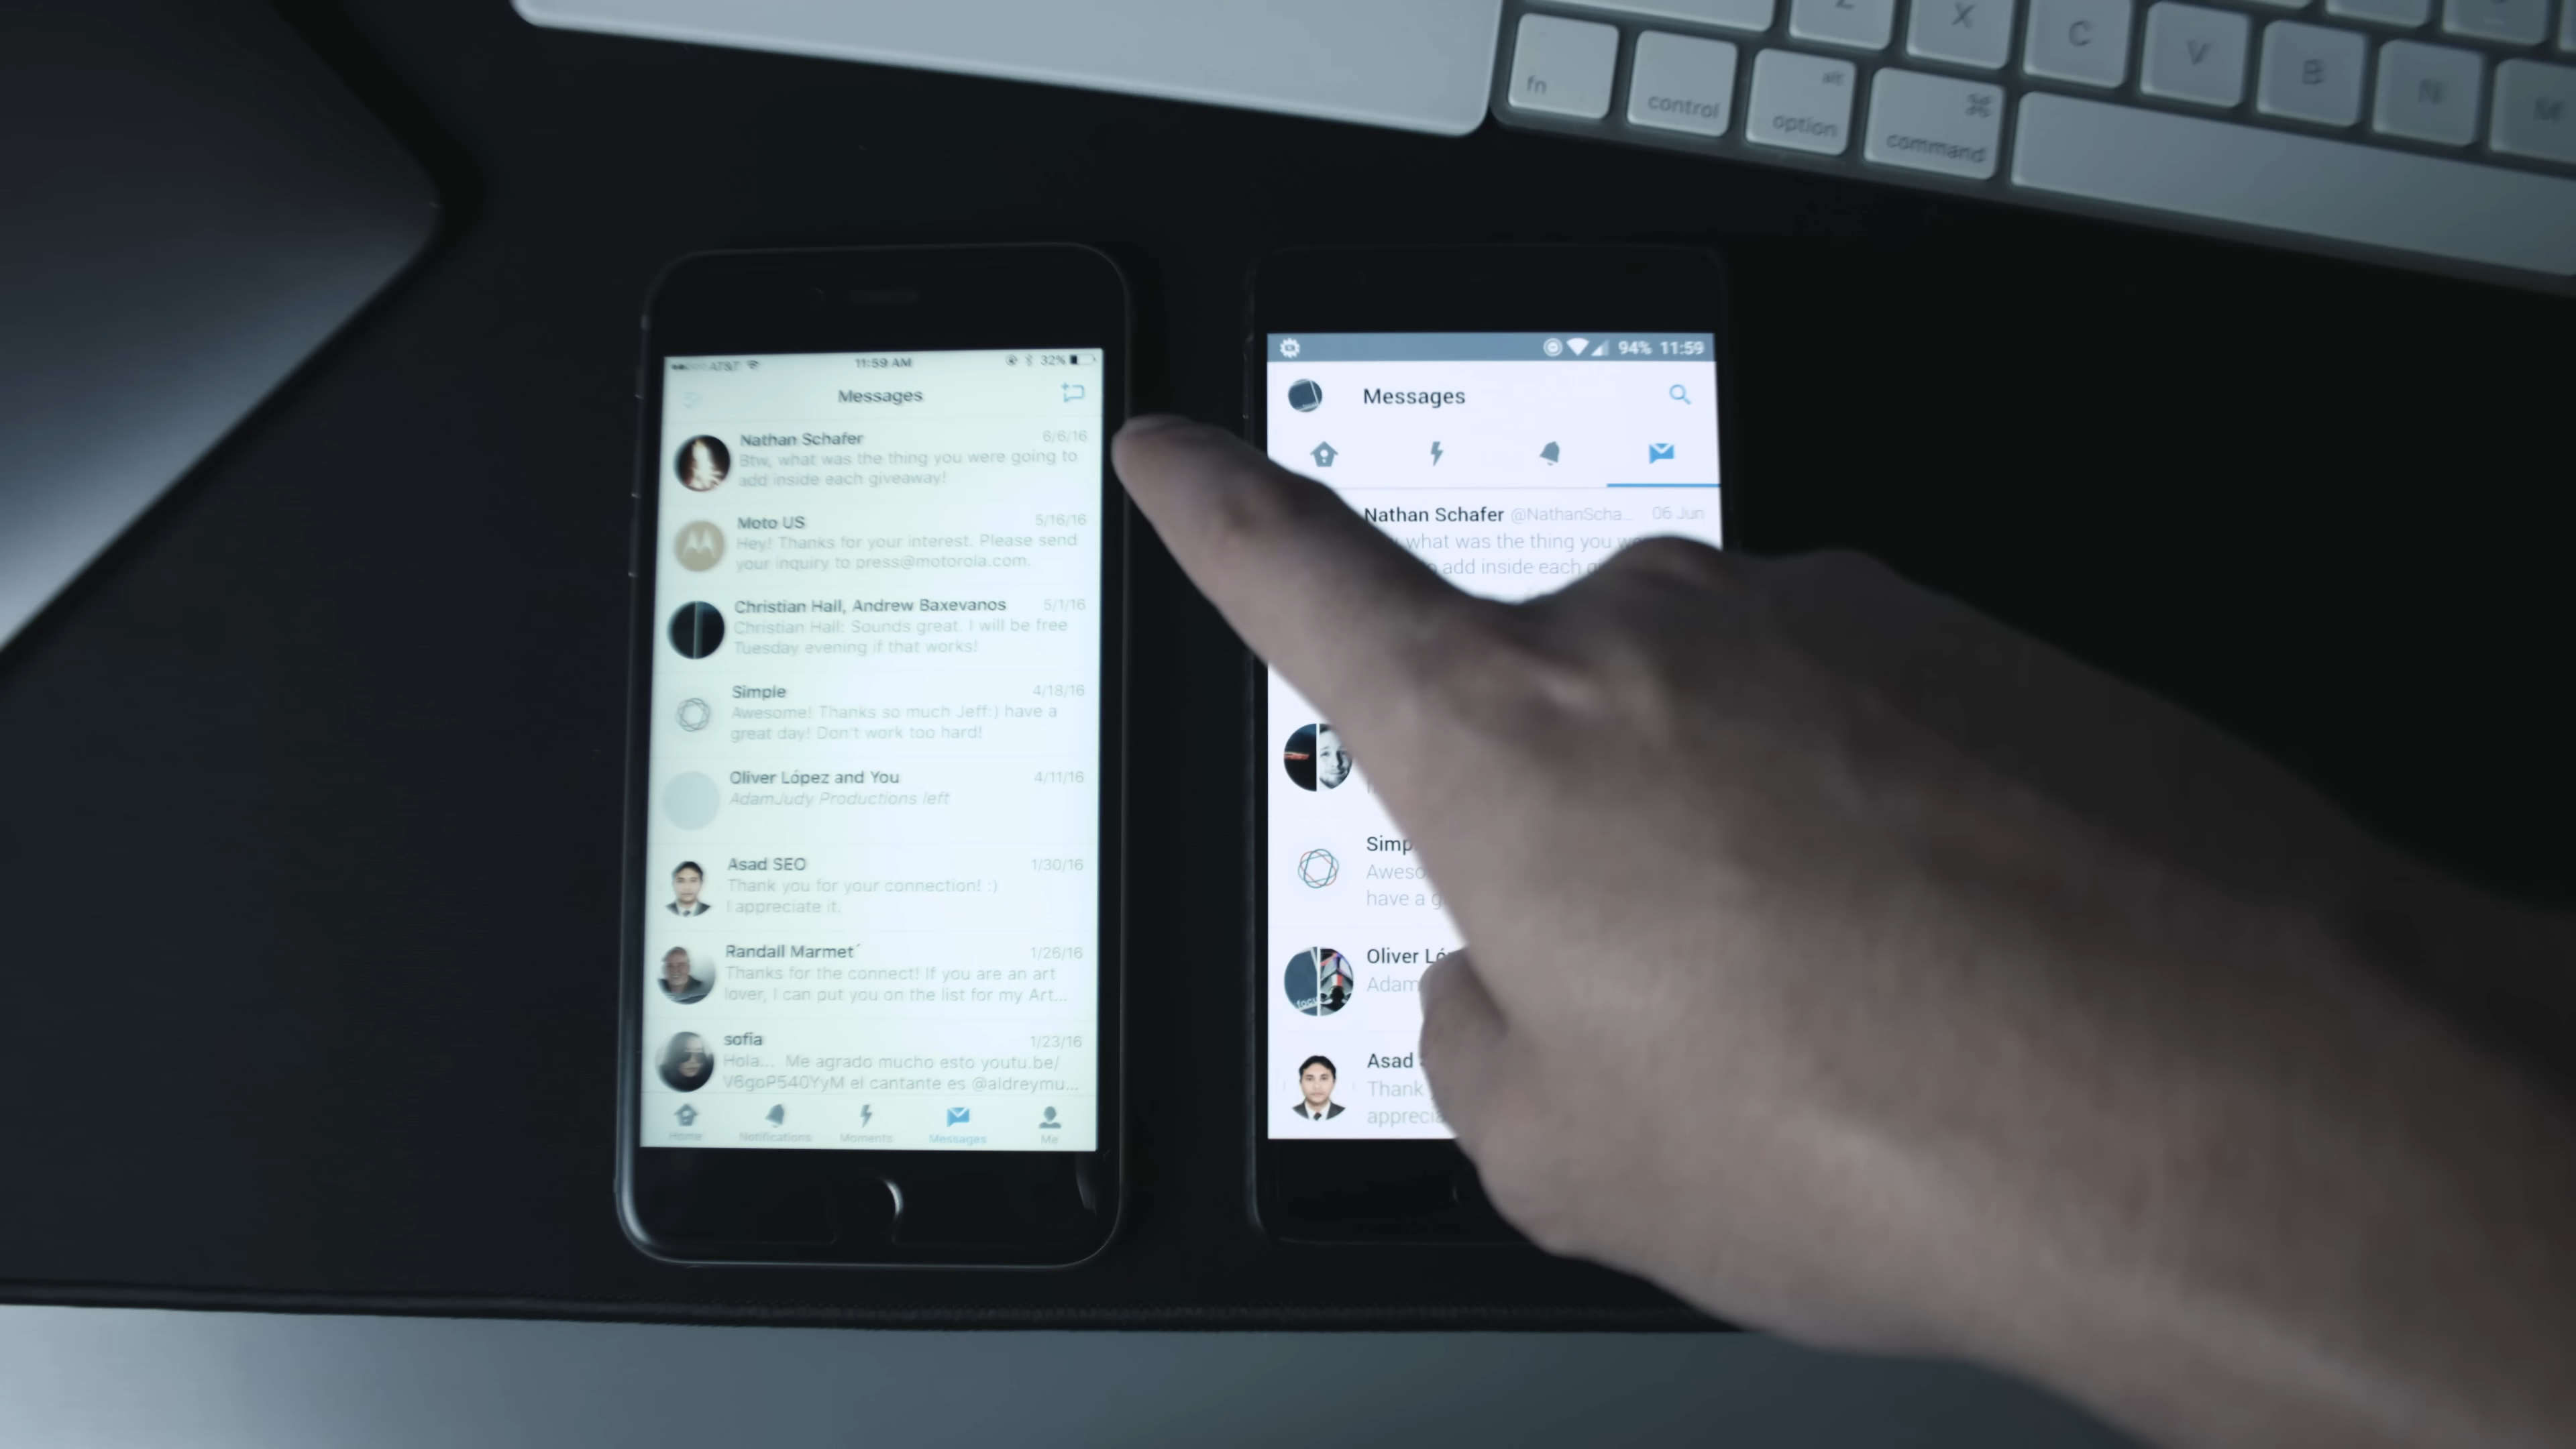 Z X C V B N M
fn control alt option command
AT&T 11:59 AM 32%
Messages
Nathan Schafer 6/6/16
Btw, what was the thing you were going to
add inside each giveaway!
Moto US 5/16/16
Hey! Thanks for your interest. Please send
your inquiry to press@motorola.com.
Christian Hall, Andrew Baxevanos 5/1/16
Christian Hall: Sounds great. I will be free
Tuesday evening if that works!
Simple 4/18/16
Awesome! Thanks so much Jeff:) have a
great day! Don't work too hard!
Oliver López and You 4/11/16
AdamJudy Productions left
Asad SEO 1/30/16
Thank you for your connection! :)
I appreciate it.
Randall Marmet´ 1/26/16
Thanks for the connect! If you are an art
lover, I can put you on the list for my Art...
sofia 1/23/16
Hola... Me agrado mucho esto youtu.be/
V6goP540YyM el cantante es @aldreymu...
Home Notifications Moments Messages Me
94% 11:59
Messages
Nathan Schafer @NathanScha... 06 Jun
what was the thing you
add inside each
Simp
Aweso
have a g
Oliver Ló
Adam
Asad
Thank
apprecia